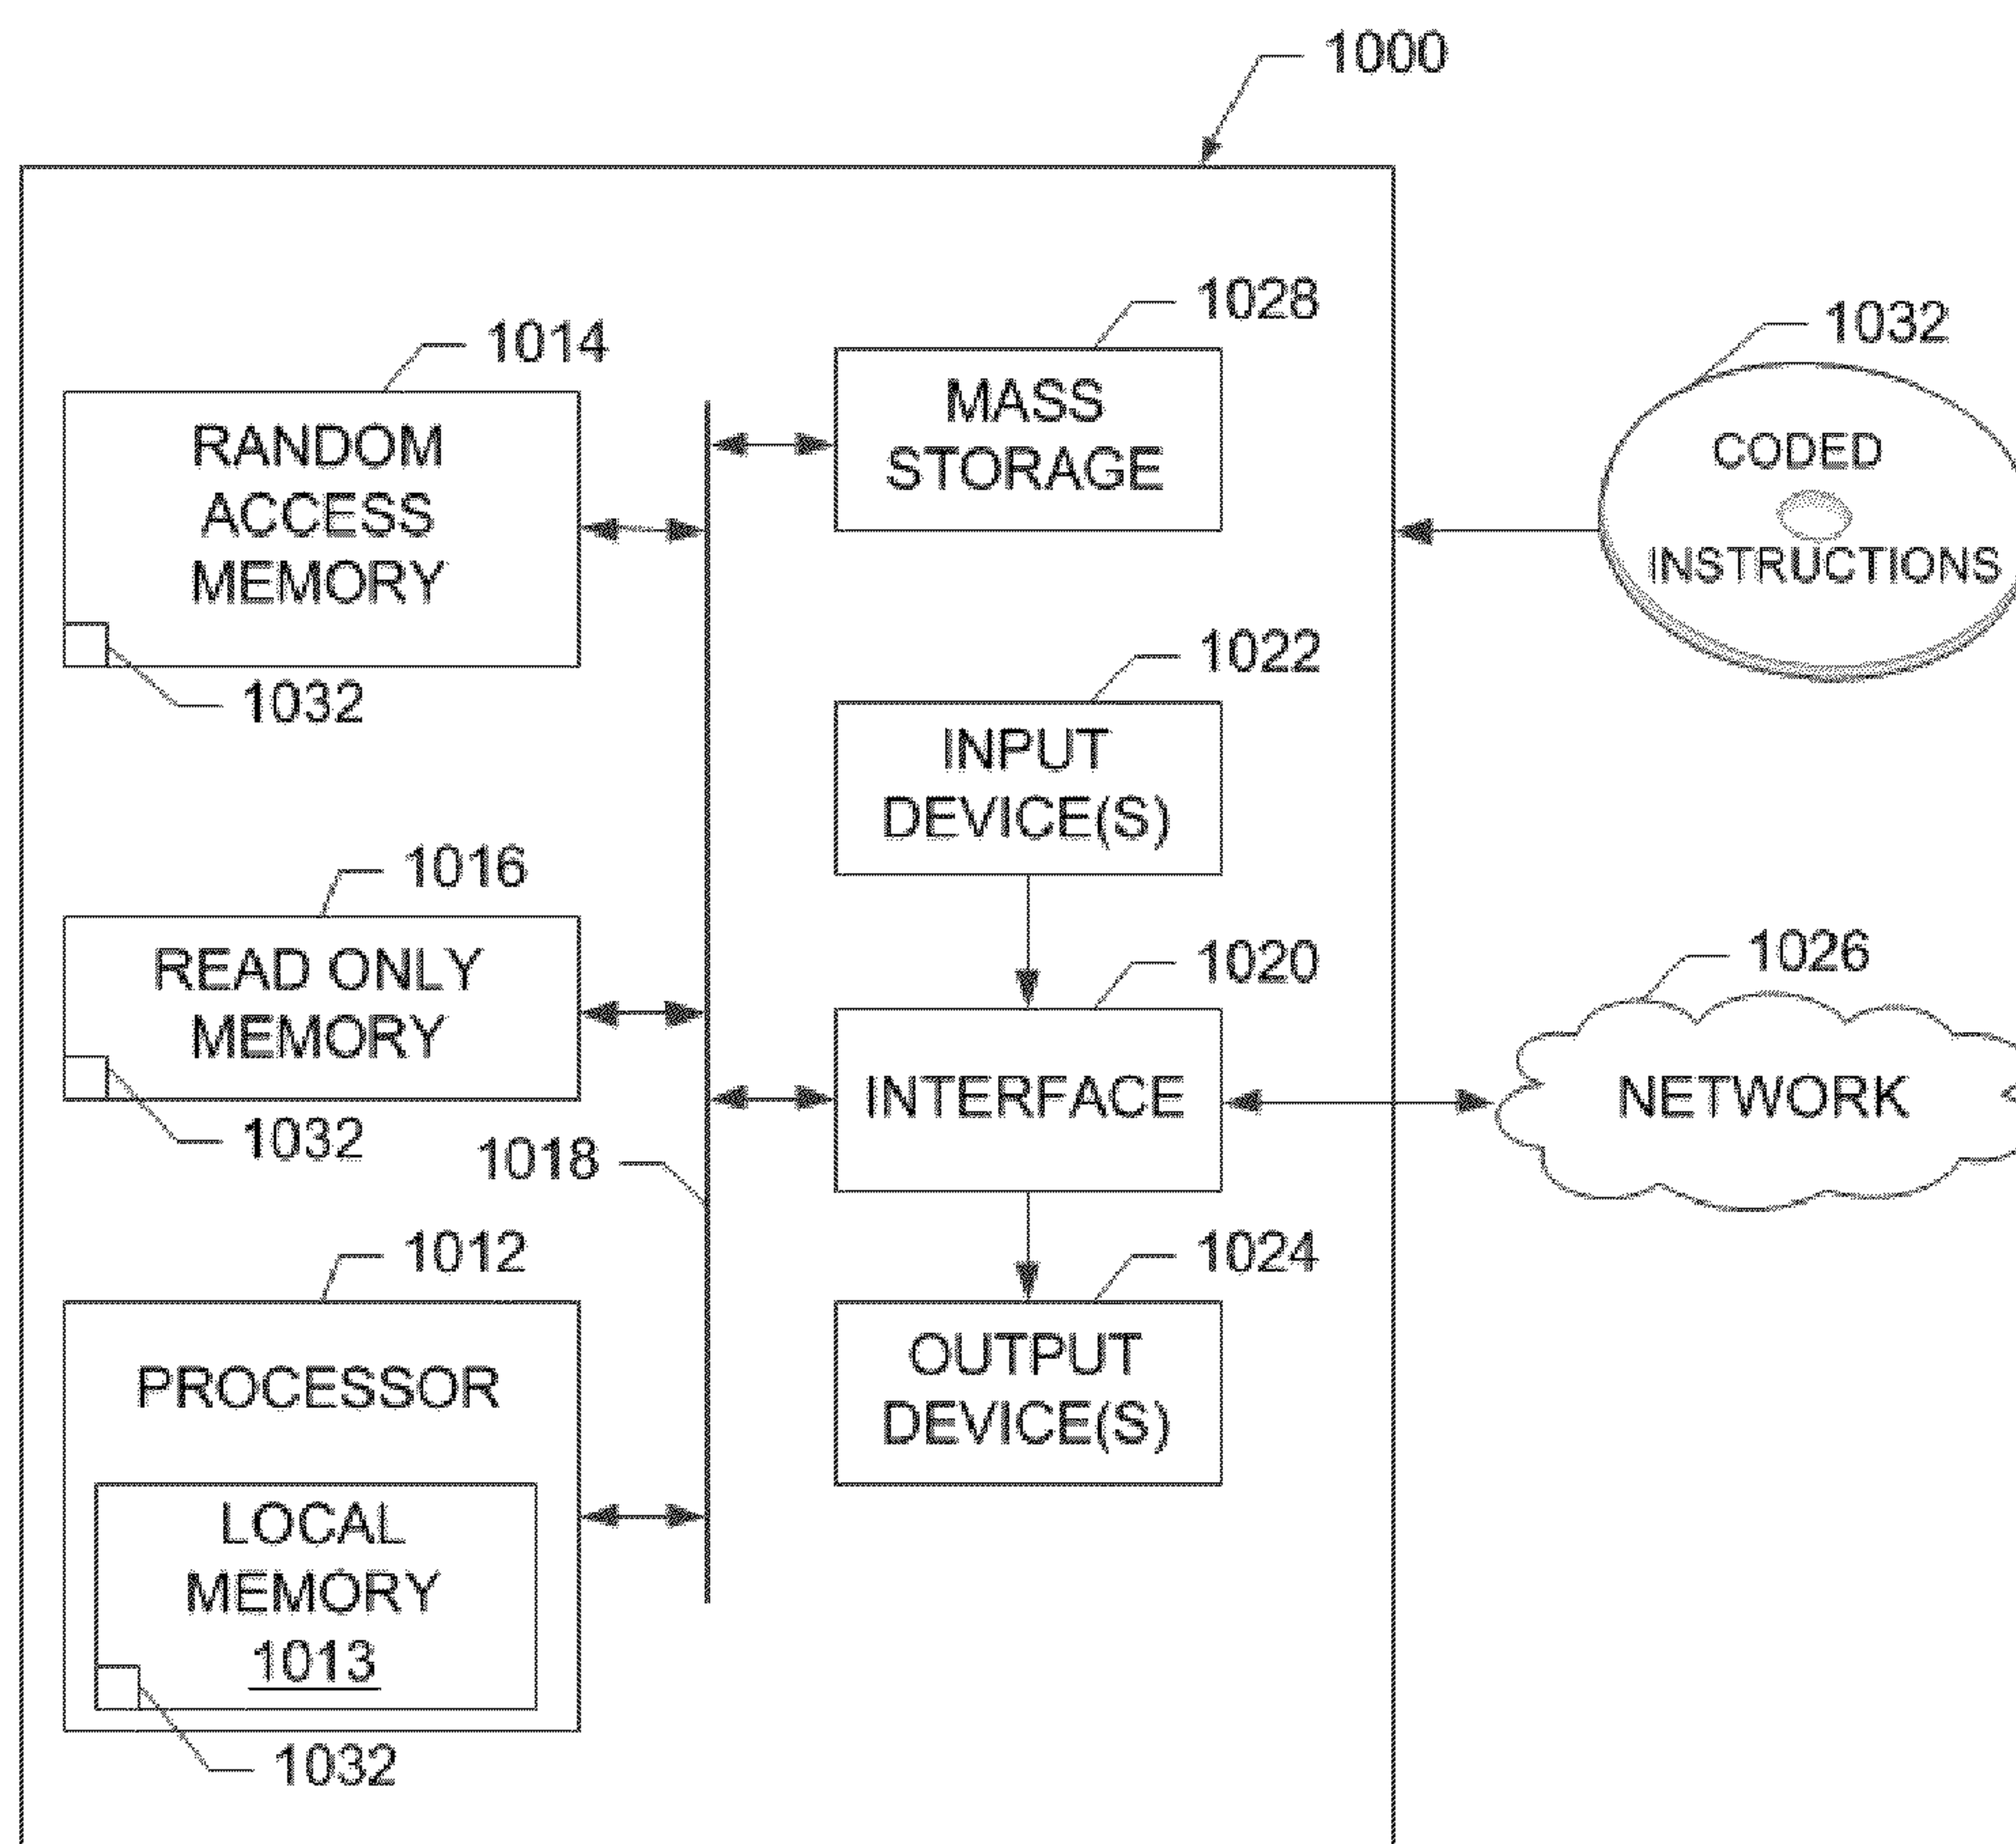 1000
1028
1014
1032
MASS
STORAGE
RANDOM
ACCESS
MEMORY
CODED
INSTRUCTIONS
1032
1022
INPUT
DEVICE(S)
1016
READ ONLY
MEMORY
1032
1020
1026
INTERFACE
NETWORK
1018
1012
1024
PROCESSOR
OUTPUT
DEVICE(S)
LOCAL
MEMORY
1013
1032